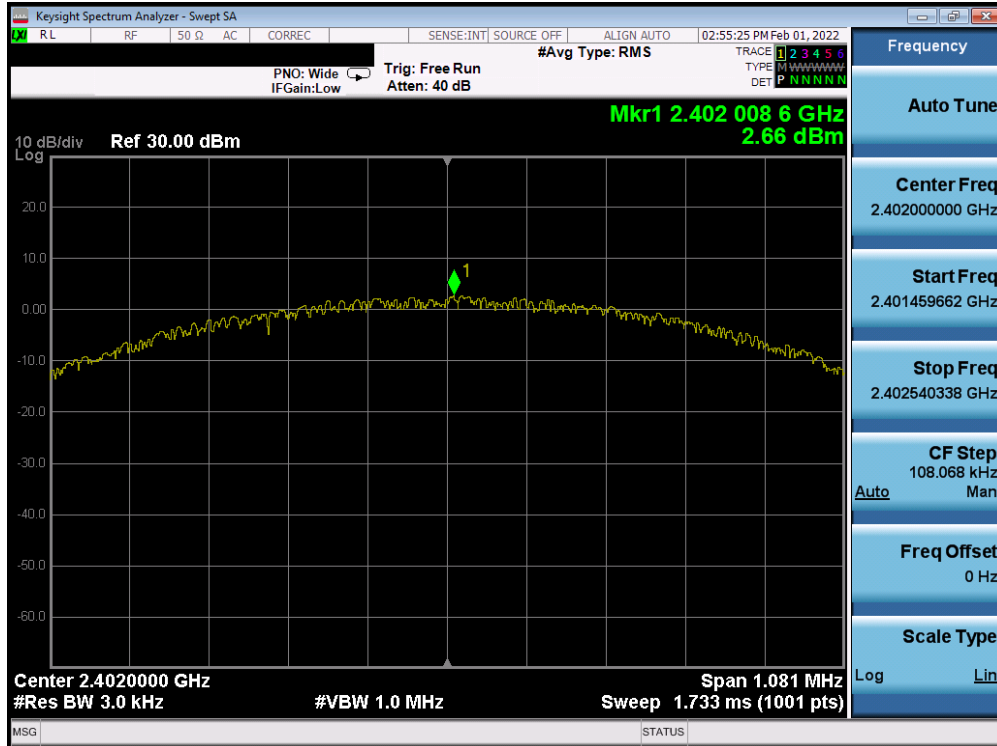 Keysight Spectrum Analyzer - Swept SA
LXI RL RF 50 Ω AC CORREC SENSE:INT SOURCE OFF ALIGN AUTO 02:55:25 PM Feb 01, 2022
#Avg Type: RMS
TRACE 1 2 3 4 5 6
TYPE M WWWWW
DET P N N N N N
PNO: Wide
IFGain:Low
Trig: Free Run
Atten: 40 dB
Mkr1 2.402 008 6 GHz
2.66 dBm
10 dB/div
Log
Ref 30.00 dBm
1
20.0
10.0
0.00
-10.0
-20.0
-30.0
-40.0
-50.0
-60.0
Center 2.4020000 GHz
Span 1.081 MHz
#Res BW 3.0 kHz
#VBW 1.0 MHz
Sweep 1.733 ms (1001 pts)
MSG
STATUS
Frequency
Auto Tune
Center Freq
2.402000000 GHz
Start Freq
2.401459662 GHz
Stop Freq
2.402540338 GHz
CF Step
108.068 kHz
Auto Man
Freq Offset
0 Hz
Scale Type
Log Lin